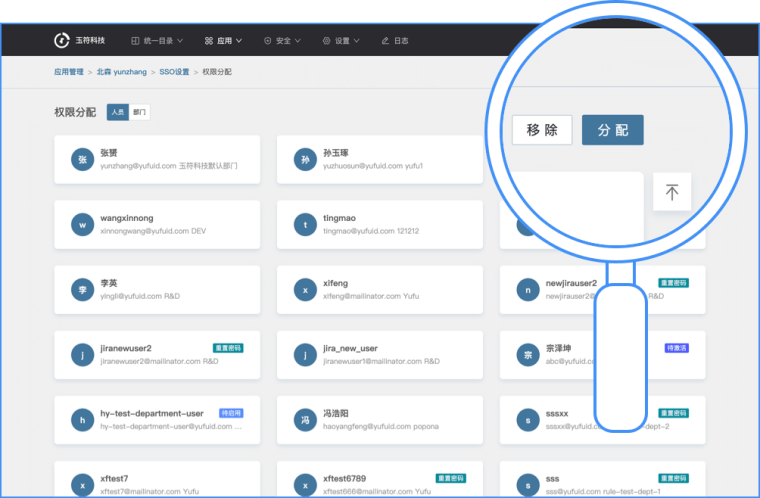 玉符科技 统一目录 应用 安全 设置 日志
应用管理 > 北森 yunzhang > SSO设置 > 权限分配
权限分配 人员 部门
移除 分配
张 张赟
yunzhang@yufuid.com 玉符科技默认部门
孙 孙玉琢
yuzhuosun@yufuid.com yufu1
w wangxinnong
xinnongwang@yufuid.com DEV
t tingmao
tingmao@yufuid.com 121212
李 李英
yingli@yufuid.com R&D
x xifeng
xifeng@mailinator.com Yufu
n newjirauser2 重置密码
newjirauser2@ R&D
j jiranewuser2 重置密码
jiranewuser2@mailinator.com R&D
j jira_new_user
jiranewuser1@mailinator.com R&D
宗 宗泽坤 待激活
abc@yufuid.co
h hy-test-department-user 待启用
hy-test-department-user@yufuid.com ...
冯 冯浩阳
haoyangfeng@yufuid.com popona
s sssxx 重置密码
sssxx@yufuid.co -dept-2
x xftest7
xftest7@mailinator.com Yufu
x xftest6789 重置密码
xftest666@mailinator.com Yufu
s sss 重置密码
sss@yufuid.com rule-test-dept-1